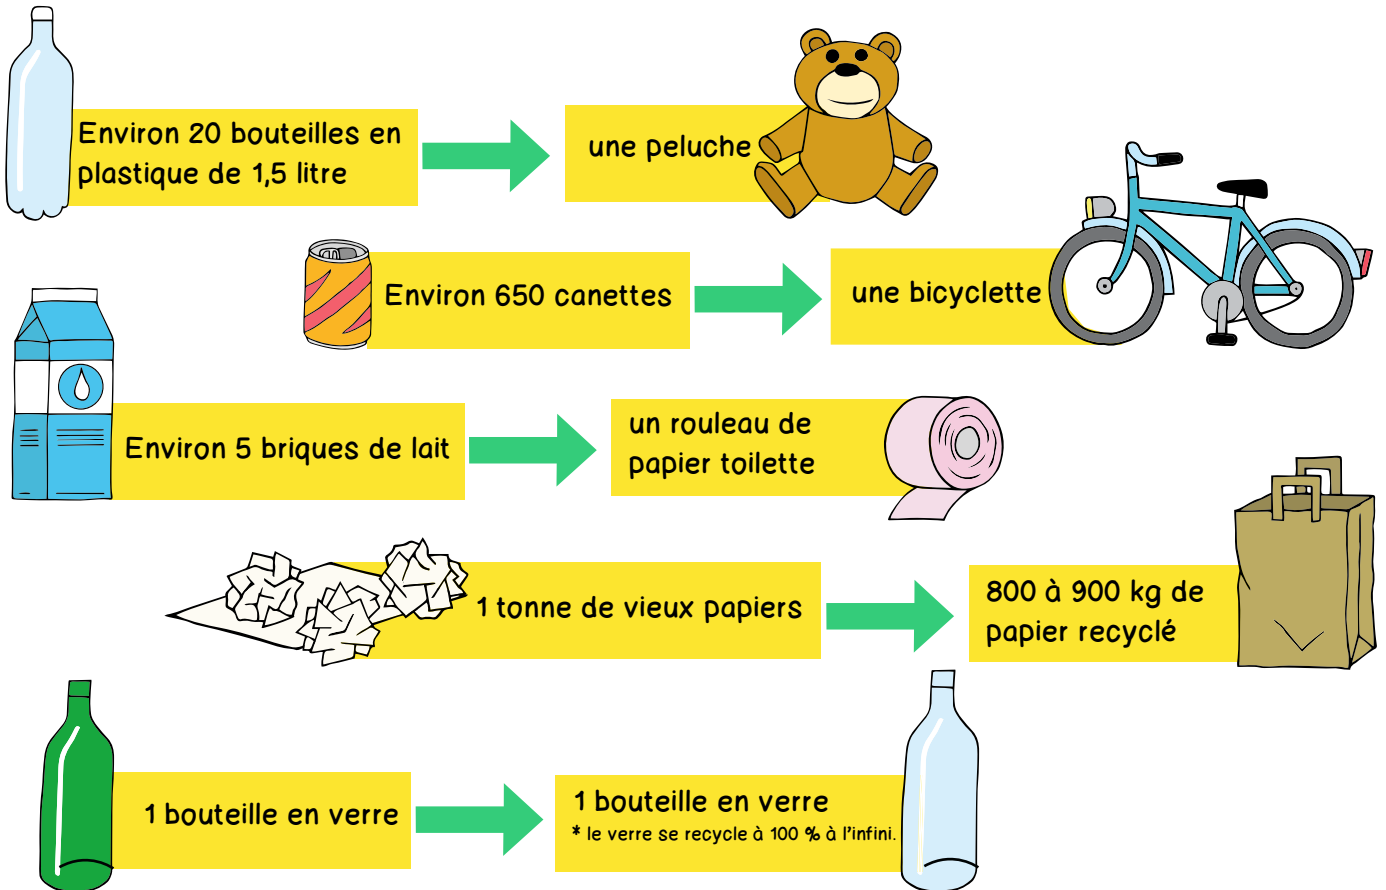 Environ 20 bouteilles en
plastique de 1,5 litre
une peluche
Environ 650 canettes
une bicyclette
Environ 5 briques de lait
un rouleau de
papier toilette
1 tonne de vieux papiers
800 à 900 kg de
papier recyclé
1 bouteille en verre
1 bouteille en verre
* le verre se recycle à 100 % à l'infini.